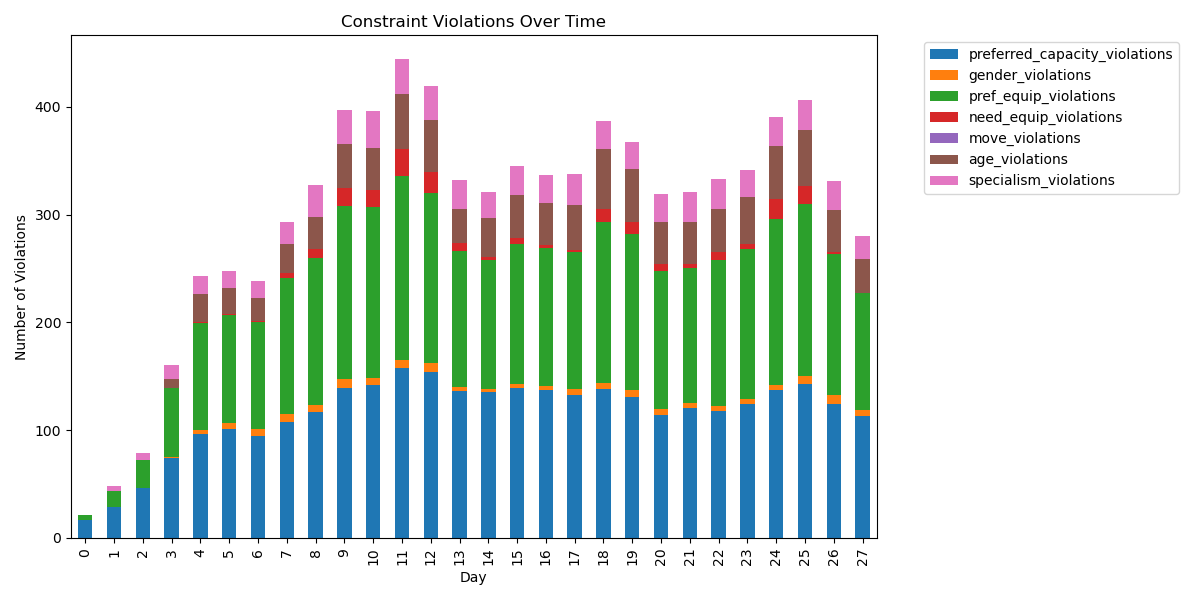 Constraint Violations Over Time
Number of Violations
400
300
200
100
0
0 1 2 3 4 5 6 7 8 9 10 11 12 13 14 15 16 17 18 19 20 21 22 23 24 25 26 27
Day
preferred_capacity_violations
gender_violations
pref_equip_violations
need_equip_violations
move_violations
age_violations
specialism_violations